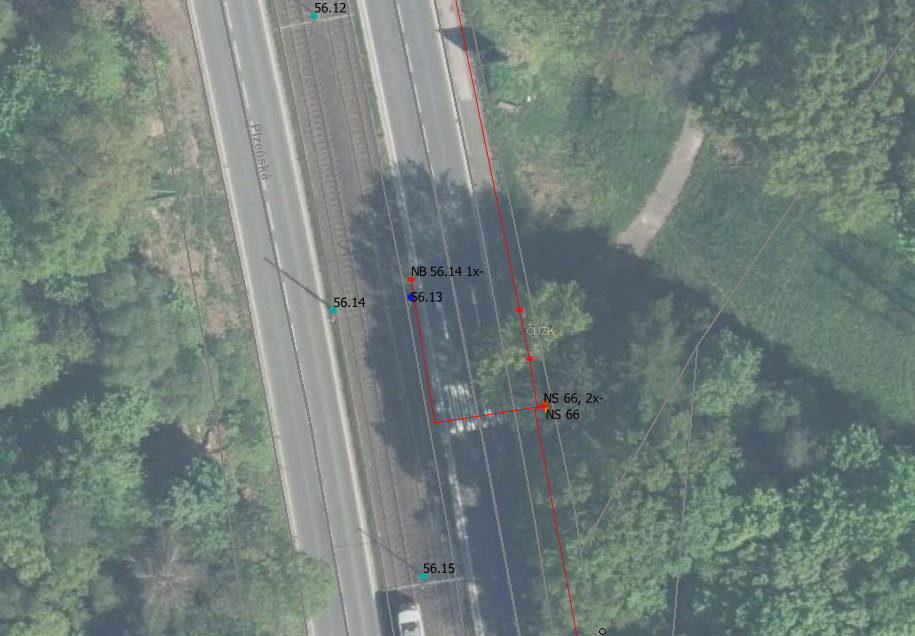 56.12
Plzeňská
NB 56.14 1x-
56.13
56.14
ČÚZK
NS 66, 2x-
NS 66
56.15